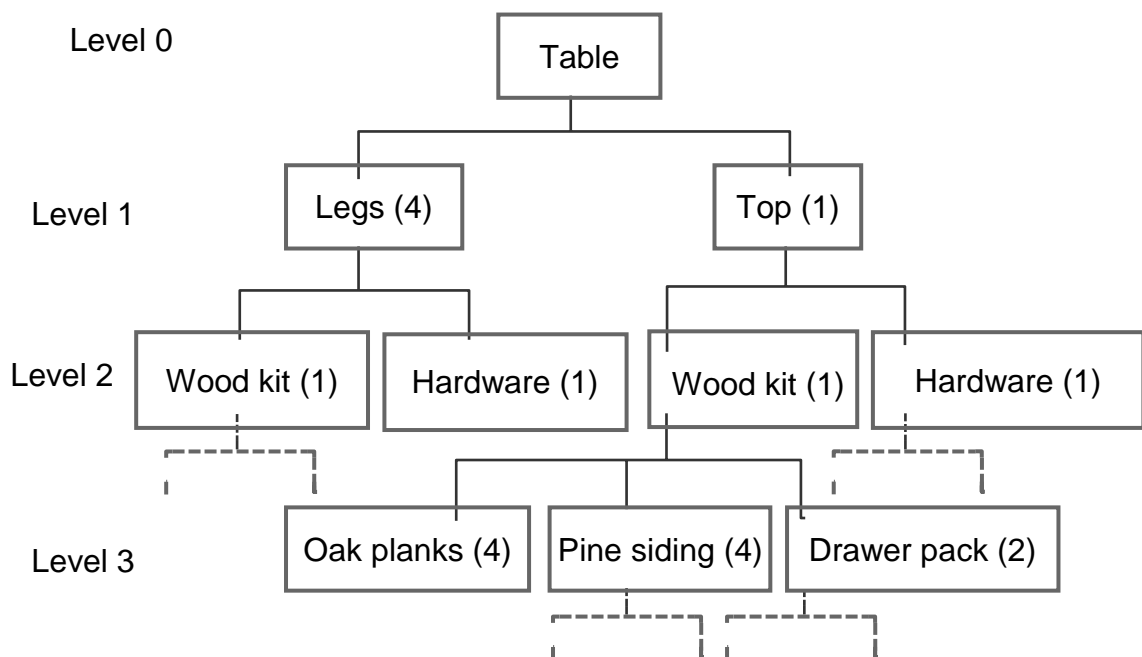 Level 0
Table
Level 1
Legs (4)
Top (1)
Level 2
Wood kit (1)
Hardware (1)
Wood kit (1)
Hardware (1)
Level 3
Oak planks (4)
Pine siding (4)
Drawer pack (2)